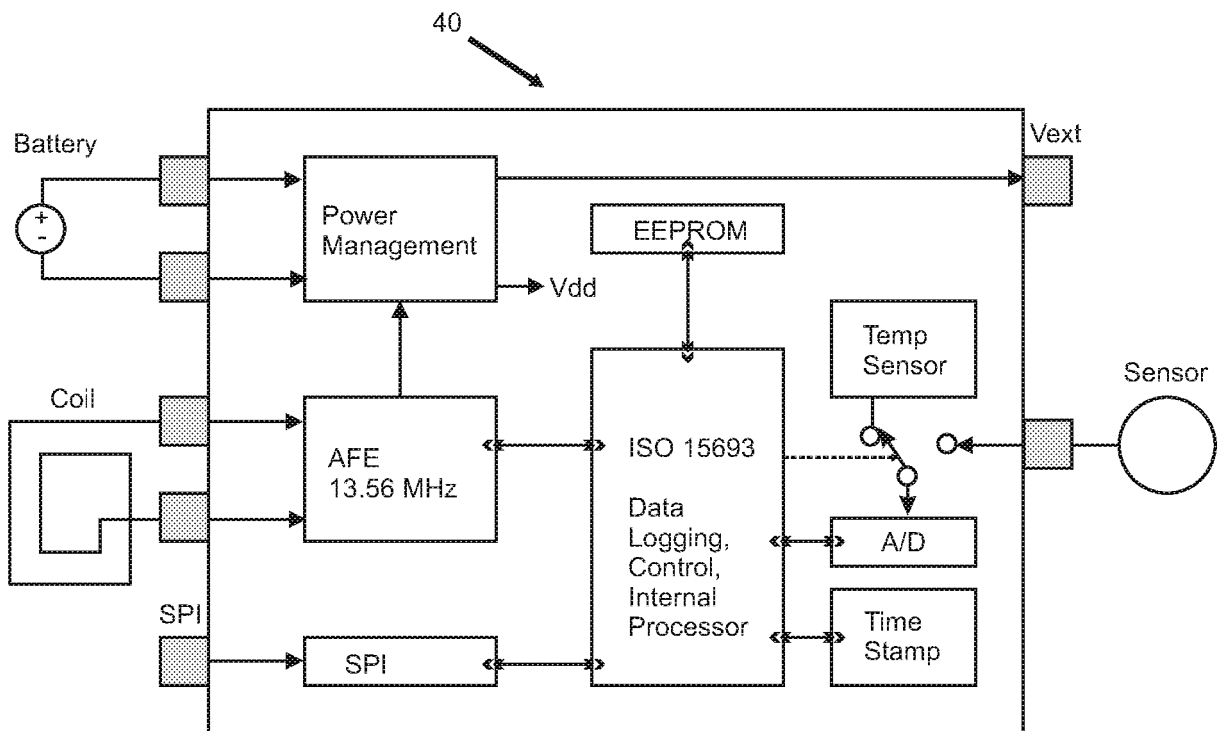 40
Battery
Vext
+
-
Power
Management
EEPROM
Vdd
Temp
Sensor
Sensor
Coil
AFE
13.56 MHz
ISO 15693
Data
Logging,
Control,
Internal
Processor
A/D
SPI
SPI
Time
Stamp